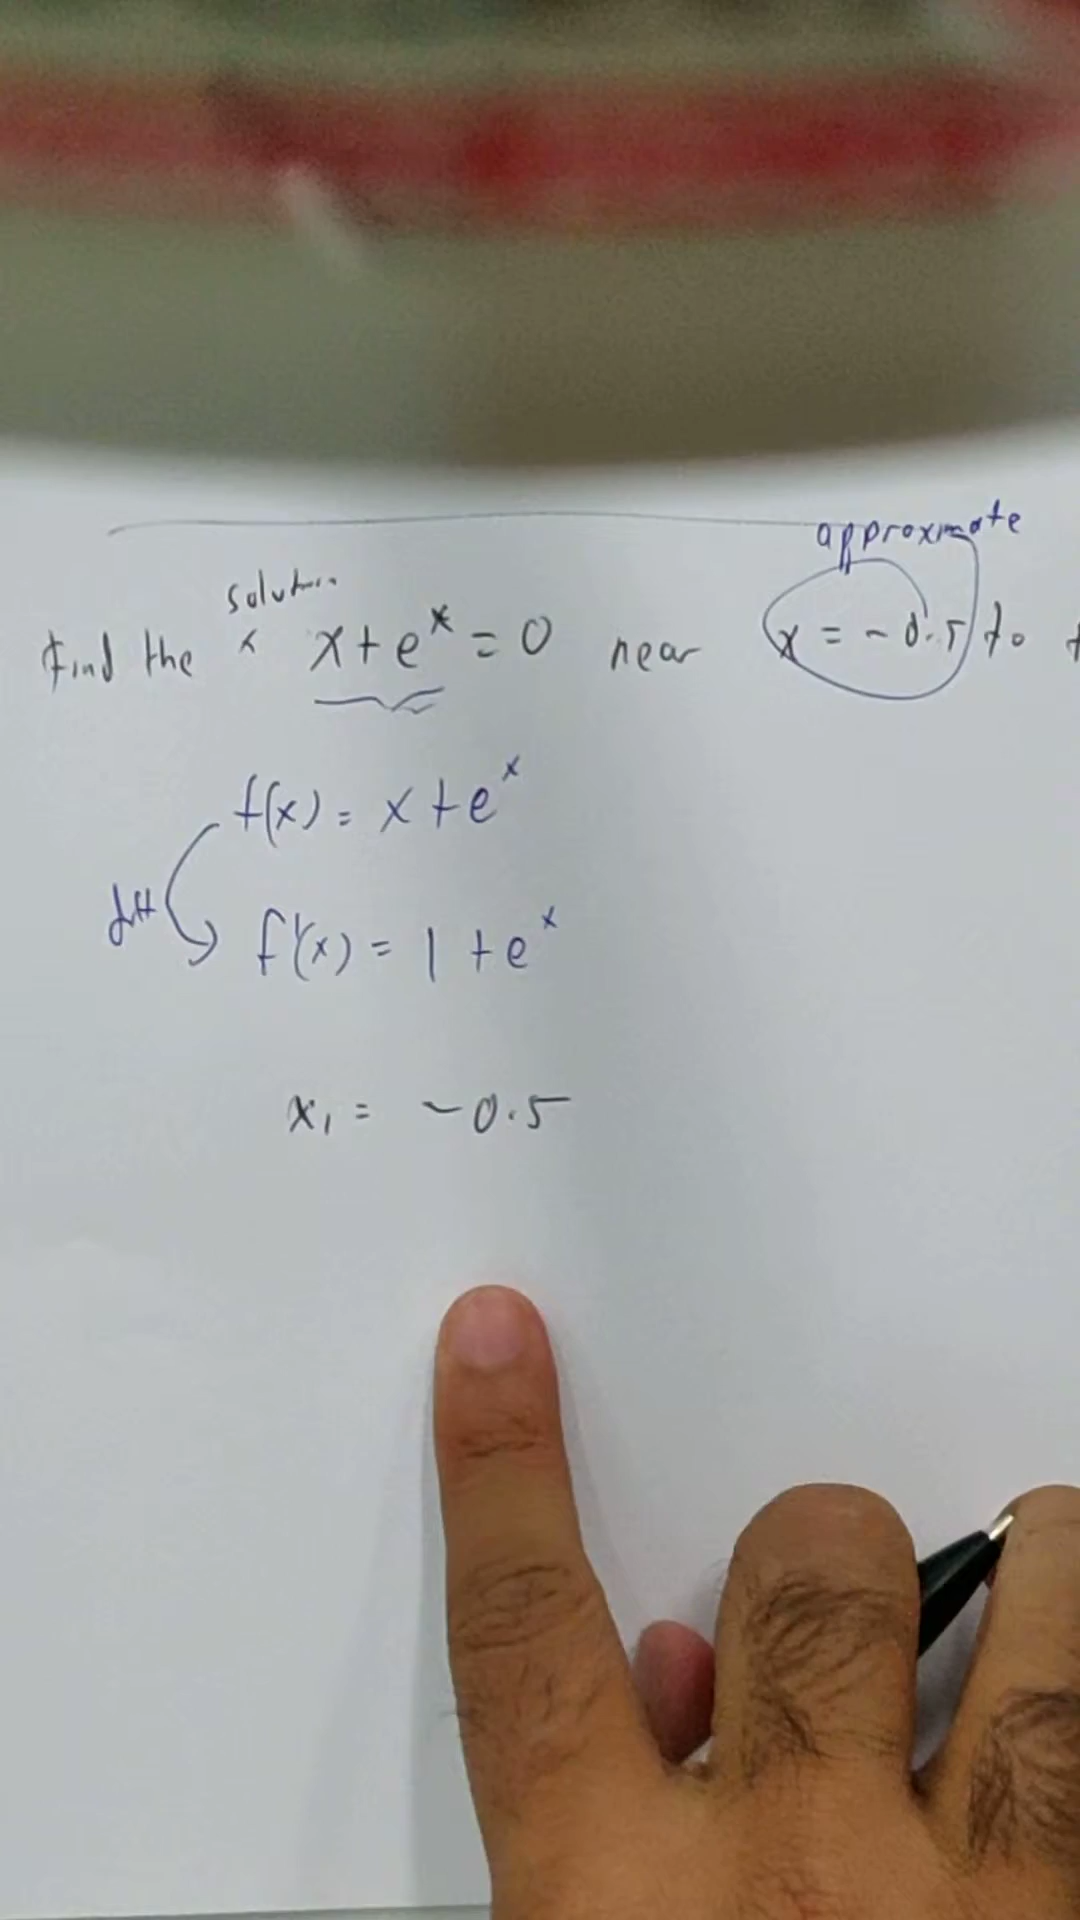 approximate
solution
Find the x + e^x = 0 near x = -0.5 to
f(x) = x + e^x
diff
f'(x) = 1 + e^x
x₁ = -0.5